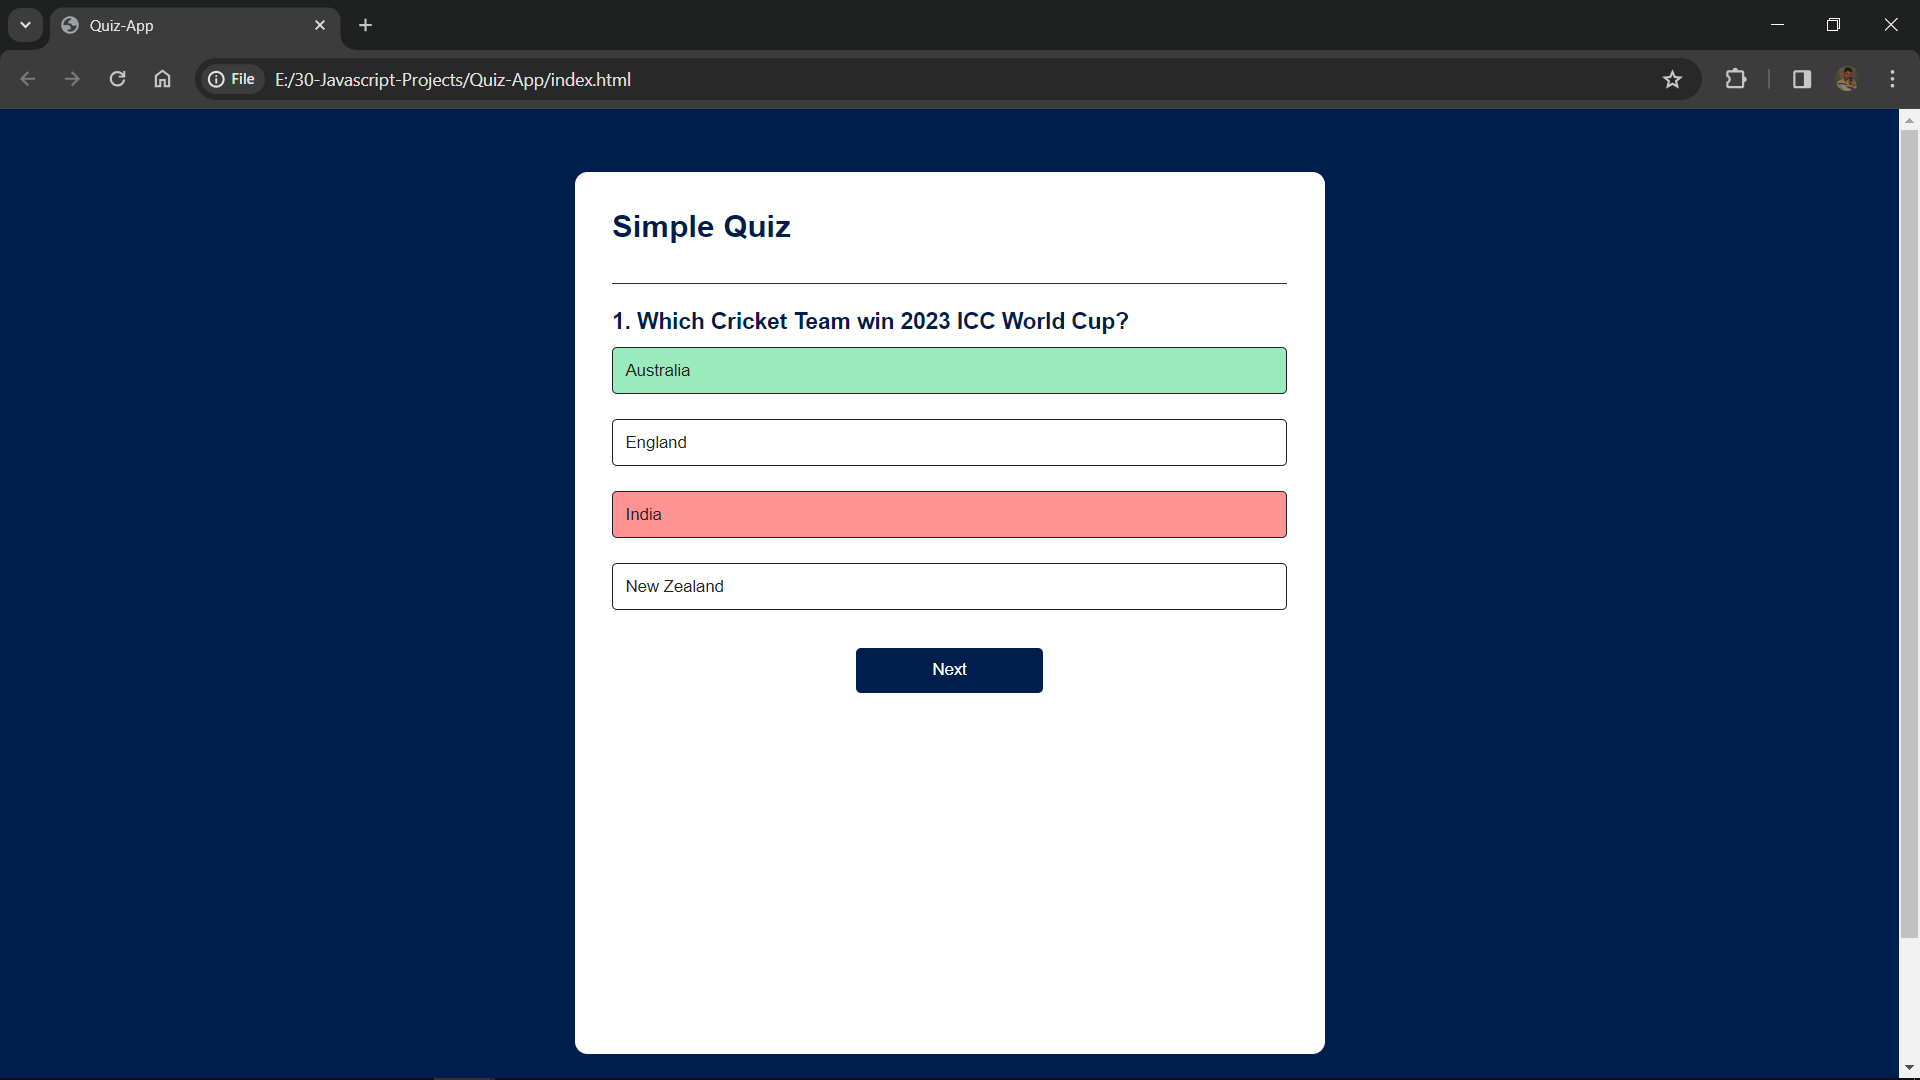 Quiz-App
File E:/30-Javascript-Projects/Quiz-App/index.html
Simple Quiz
1. Which Cricket Team win 2023 ICC World Cup?
Australia
England
India
New Zealand
Next